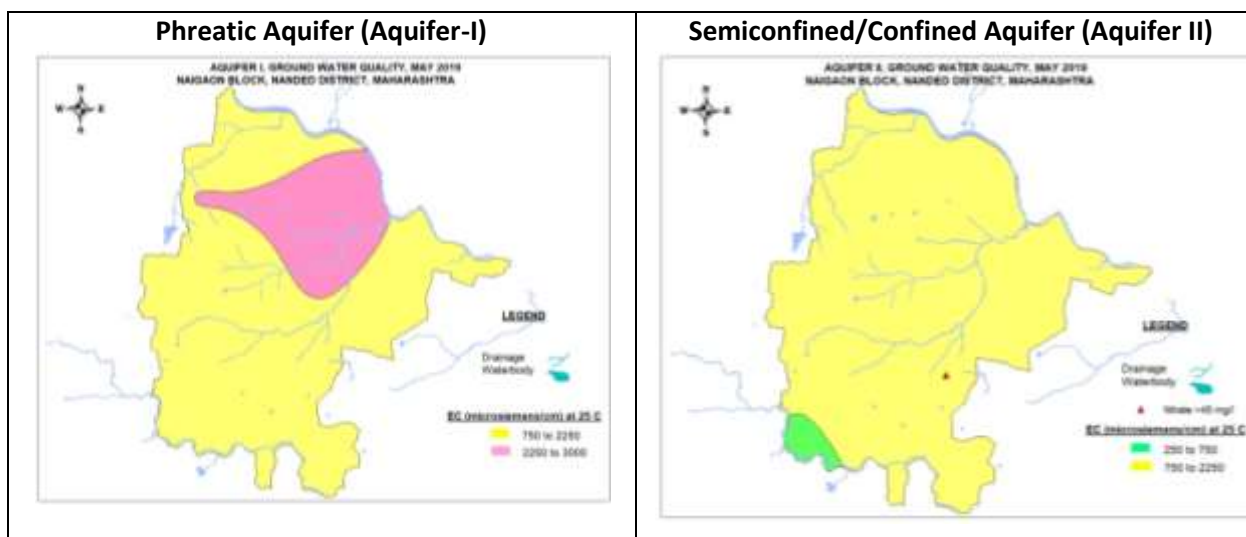 Phreatic Aquifer (Aquifer-I)
AQUIFER I, GROUND WATER QUALITY, MAY 2019
NAIGAON BLOCK, NANDED DISTRICT, MAHARASHTRA
N
W E
S
LEGEND
Drainage
Waterbody
EC (microsiemens/cm) at 25 C
750 to 2250
2250 to 3000
Semiconfined/Confined Aquifer (Aquifer II)
AQUIFER II, GROUND WATER QUALITY, MAY 2019
NAIGAON BLOCK, NANDED DISTRICT, MAHARASHTRA
N
W E
S
LEGEND
Drainage
Waterbody
Nitrate >45 mg/l
EC (microsiemens/cm) at 25 C
250 to 750
750 to 2250